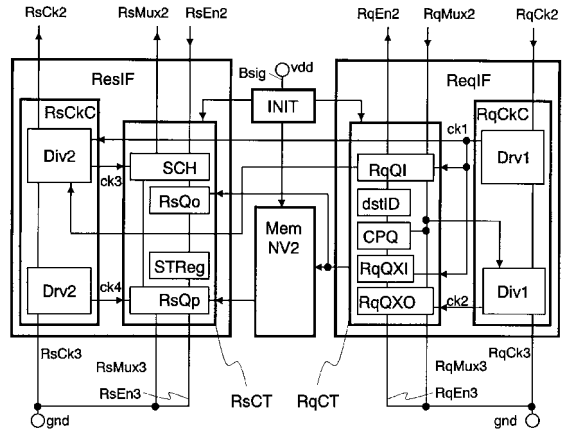 RsCk2 RsMux2 RsEn2 RqEn2 RqMux2 RqCk2
vdd
Bsig
ResIF ReqIF
RsCkC INIT RqCkC
ck1
Div2 SCH RqQI Drv1
ck3
RsQo dstID
Mem
NV2 CPQ
STReg RqQXI
Drv2 ck4 RsQp RqQXO ck2 Div1
RsCk3 RqCk3
RsMux3 RqMux3
RsEn3 RsCT RqCT RqEn3
gnd gnd